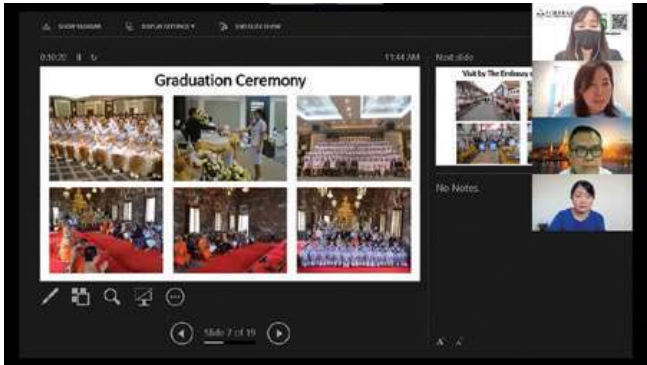 SHOW TASKBAR
DISPLAY SETTINGS ▼
END SLIDE SHOW
0:10:20
11:44 AM
Graduation Ceremony
Next slide
Visit by The Embassy
No Notes.
Slide 7 of 19
A A